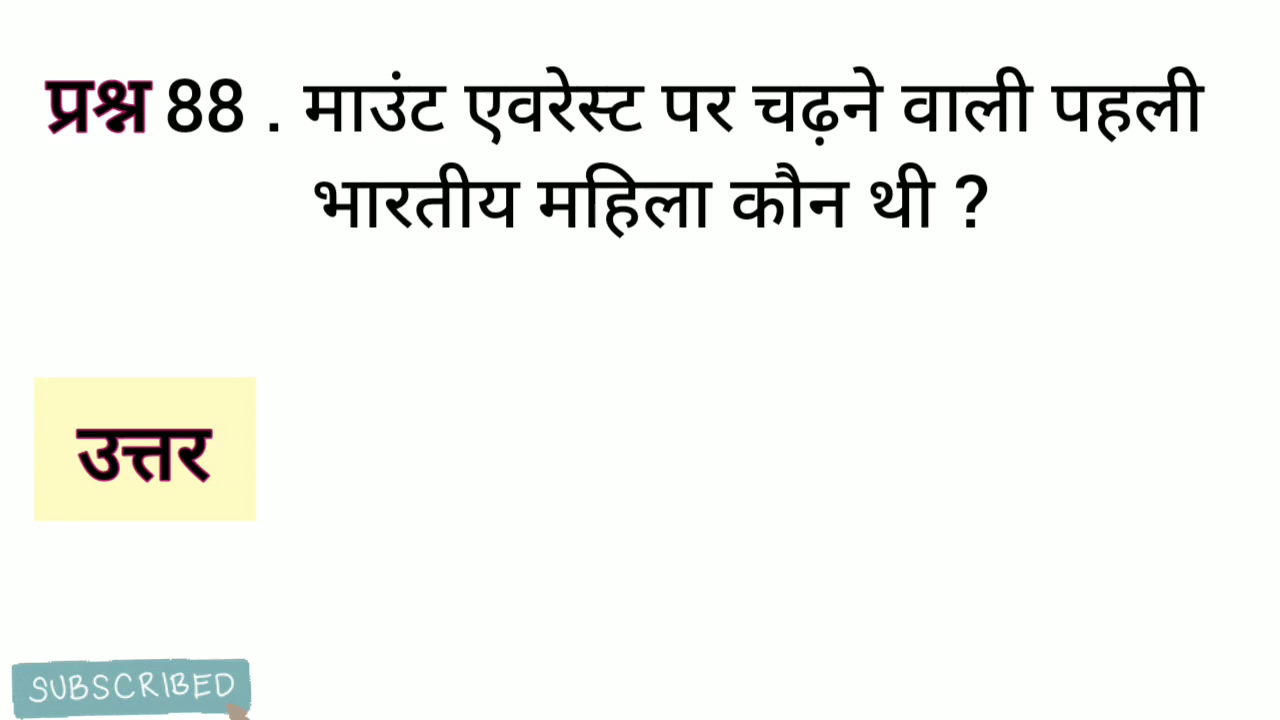 प्रश्न 88 . माउंट एवरेस्ट पर चढ़ने वाली पहली
भारतीय महिला कौन थी ?
उत्तर
SUBSCRIBED